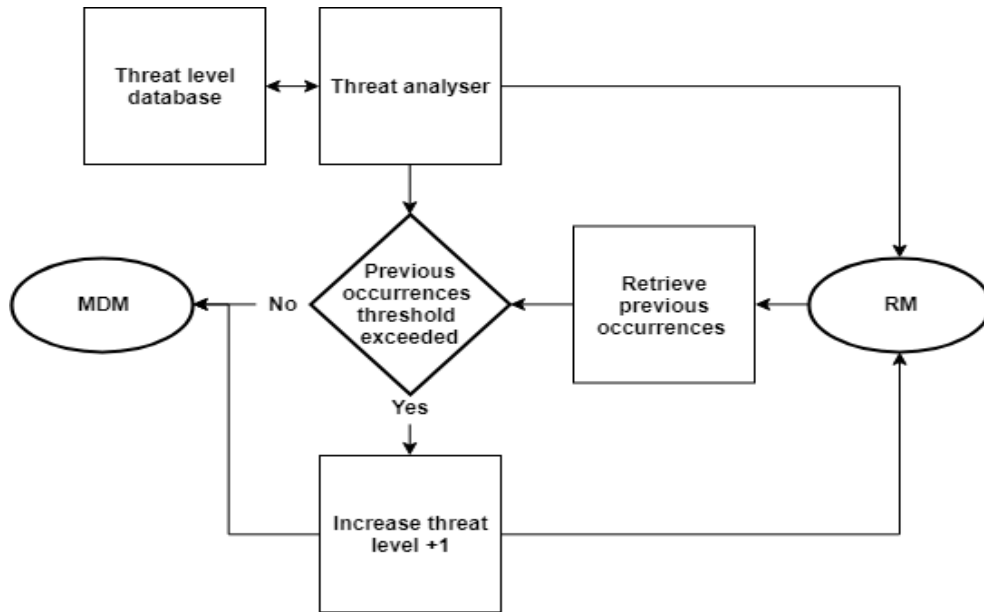 Threat level
database
Threat analyser
Previous
occurrences
threshold
exceeded
Retrieve
previous
occurrences
MDM
No
RM
Yes
Increase threat
level +1